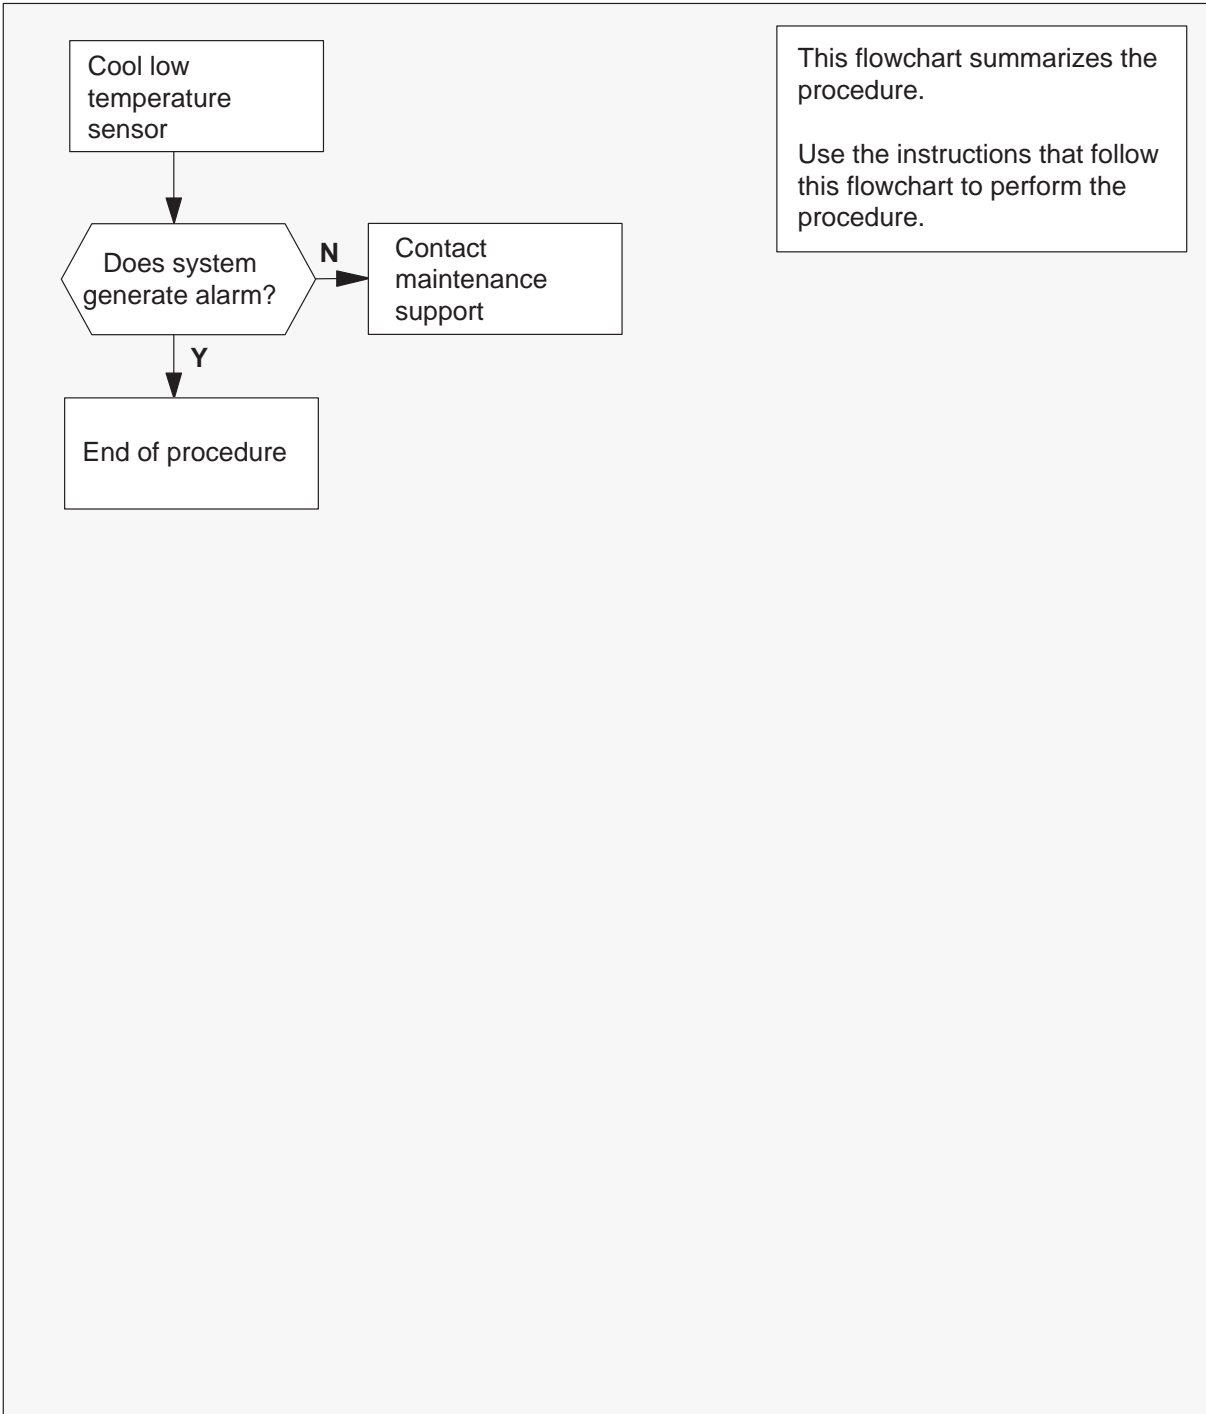 Cool low
temperature
sensor
Does system
generate alarm?
N
Contact
maintenance
support
Y
End of procedure
This flowchart summarizes the
procedure.
Use the instructions that follow
this flowchart to perform the
procedure.